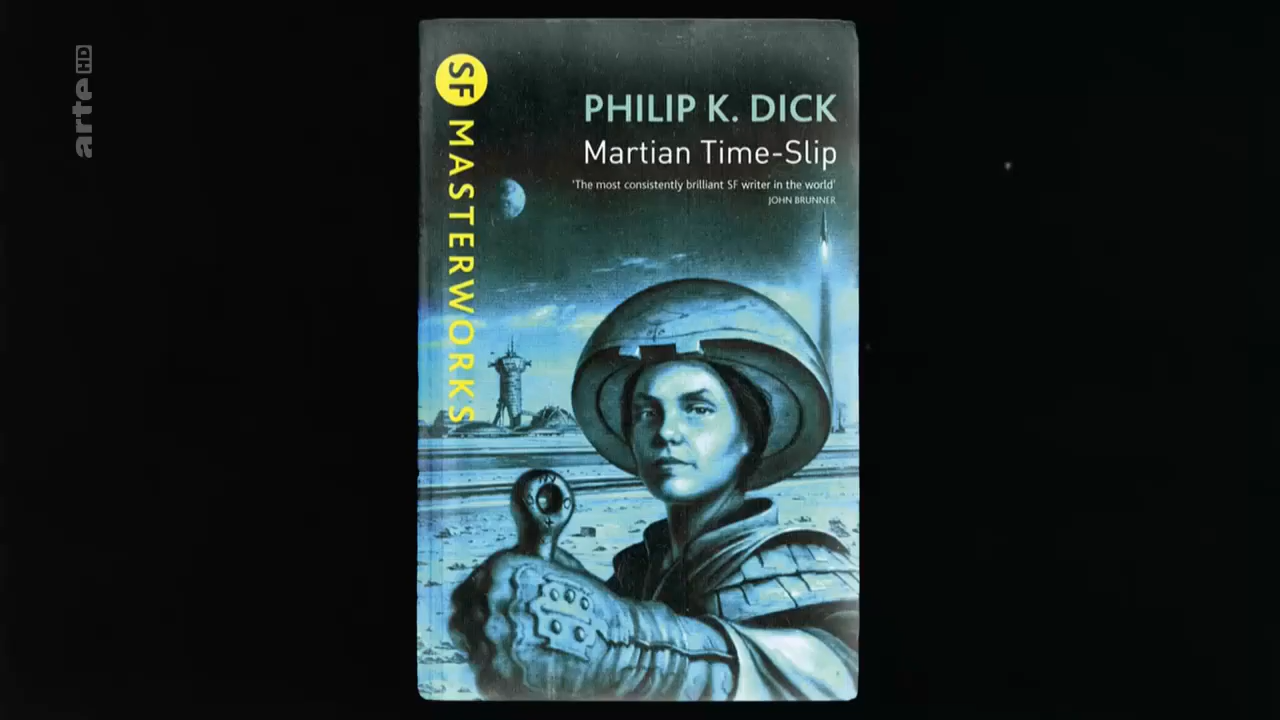 arte HD
SF MASTERWORKS
PHILIP K. DICK
Martian Time-Slip
'The most consistently brilliant SF writer in the world'
JOHN BRUNNER